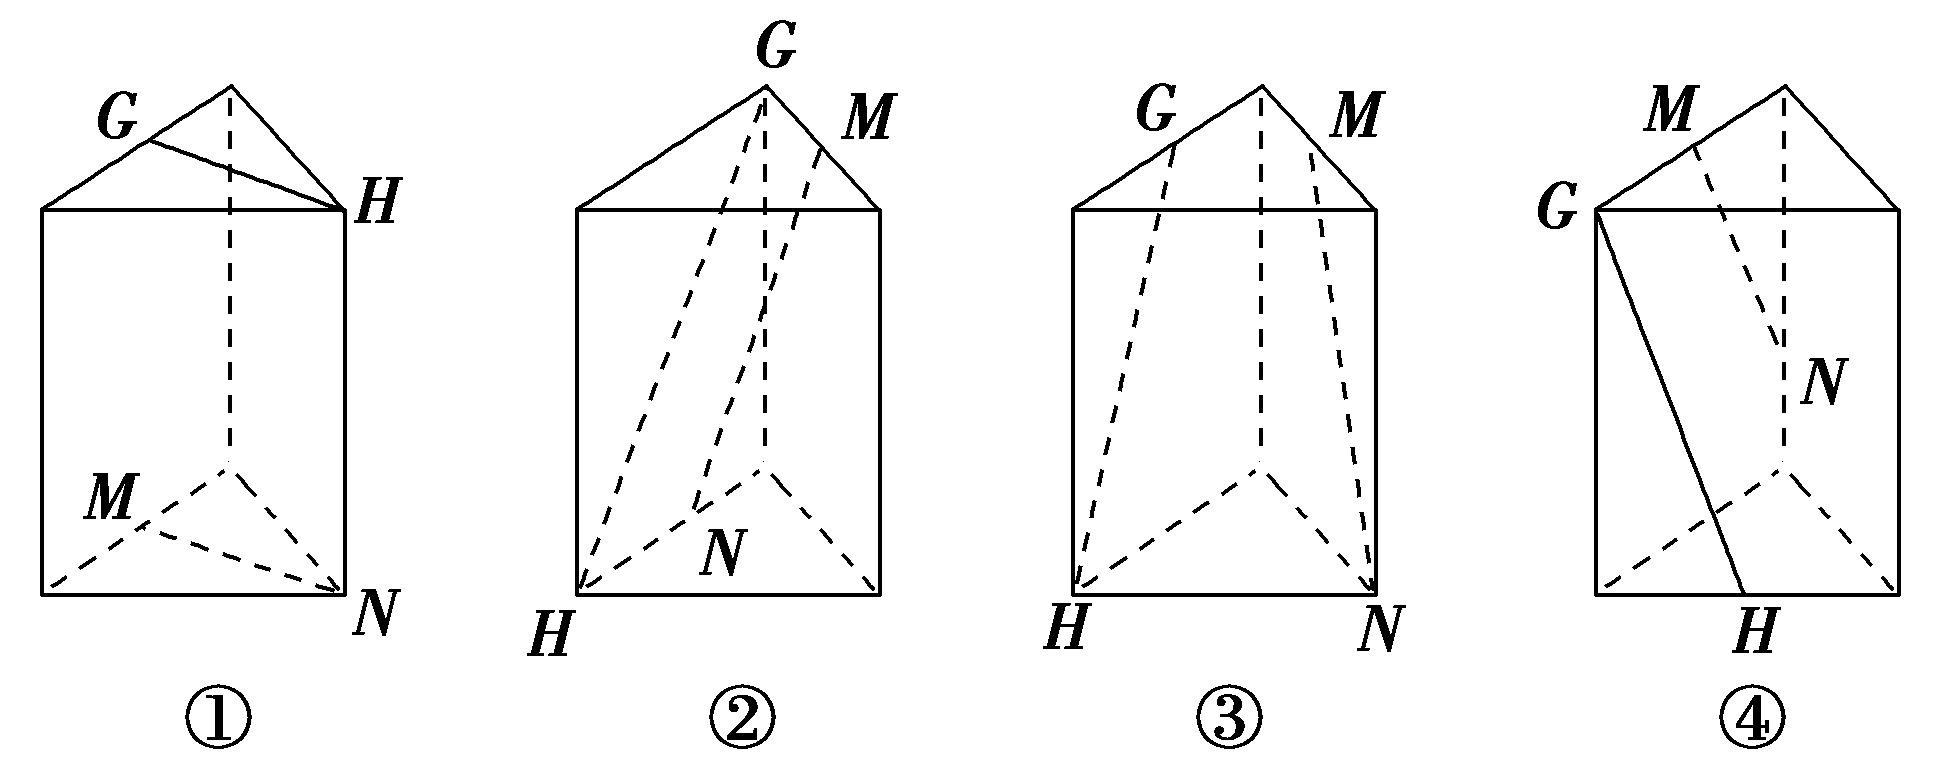 G H M N
G M H N
G M H N
M G N H
① ② ③ ④